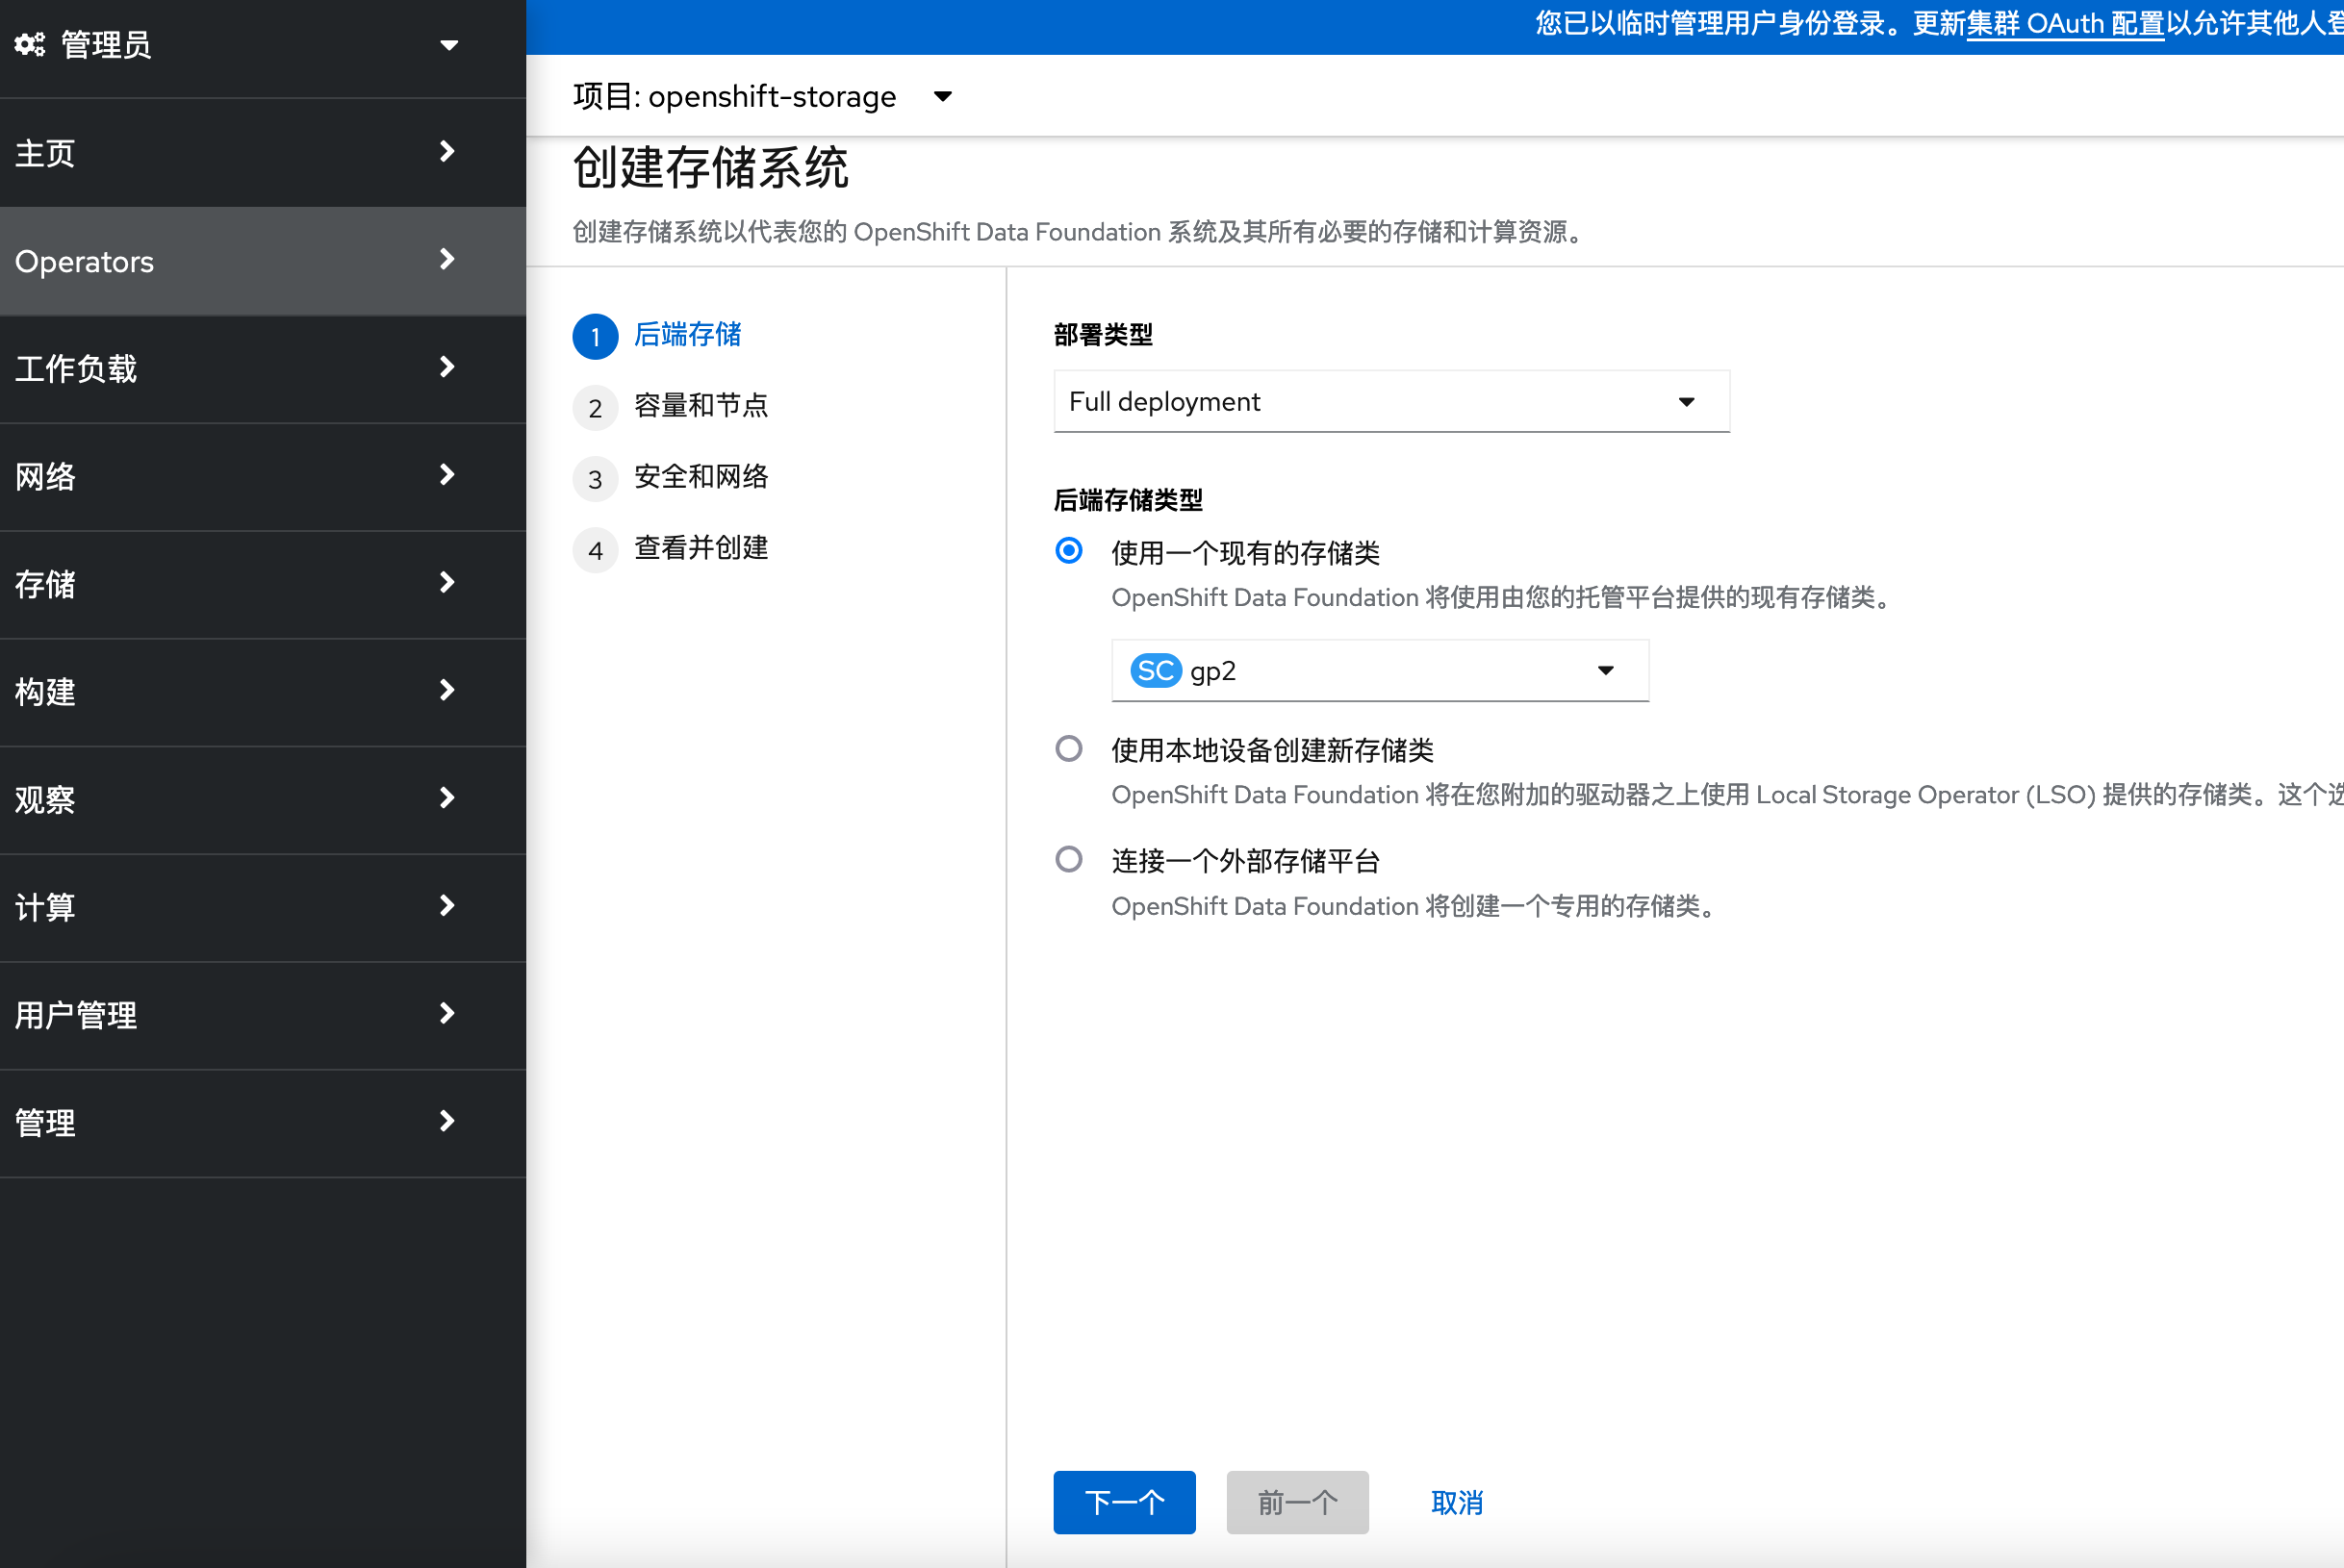 管理员
主页
Operators
工作负载
网络
存储
构建
观察
计算
用户管理
管理
您已以临时管理用户身份登录。更新集群 OAuth 配置以允许其他人登
项目: openshift-storage
创建存储系统
创建存储系统以代表您的 OpenShift Data Foundation 系统及其所有必要的存储和计算资源。
1 后端存储
2 容量和节点
3 安全和网络
4 查看并创建
部署类型
Full deployment
后端存储类型
使用一个现有的存储类
OpenShift Data Foundation 将使用由您的托管平台提供的现有存储类。
SC gp2
使用本地设备创建新存储类
OpenShift Data Foundation 将在您附加的驱动器之上使用 Local Storage Operator (LSO) 提供的存储类。这个选
连接一个外部存储平台
OpenShift Data Foundation 将创建一个专用的存储类。
下一个
前一个
取消